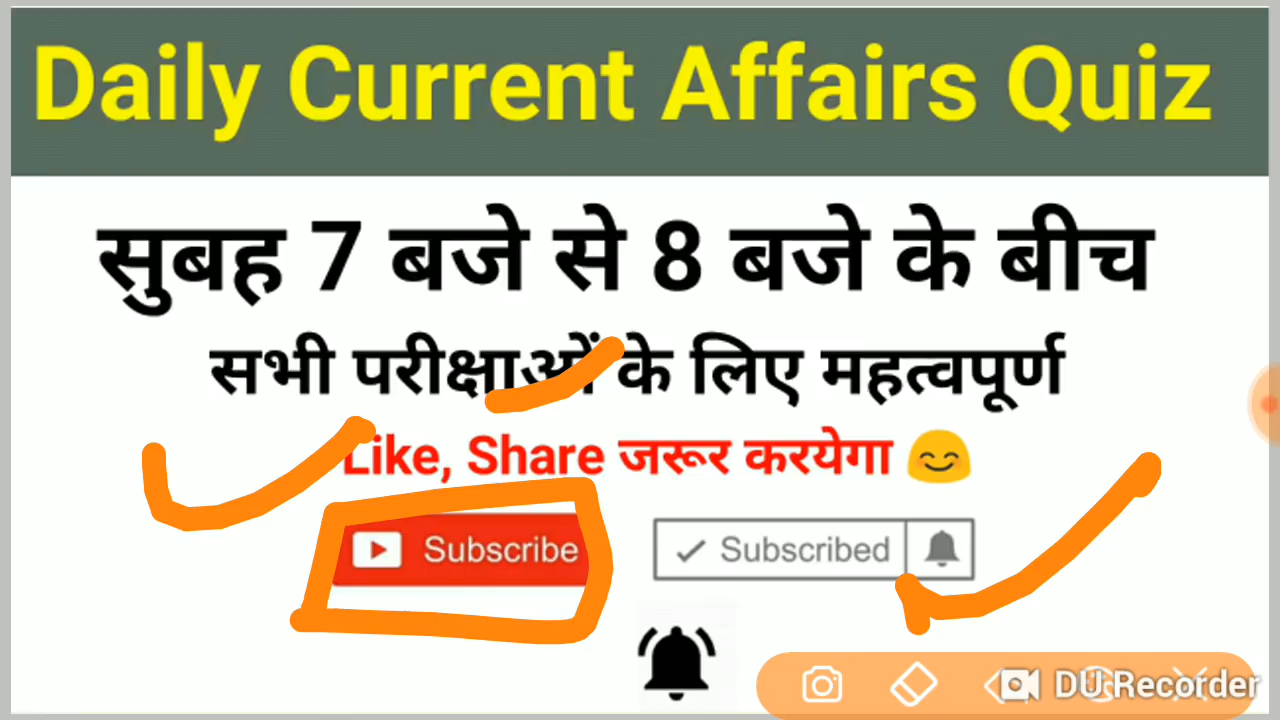 Daily Current Affairs Quiz
सुबह 7 बजे से 8 बजे के बीच
सभी परीक्षाओं के लिए महत्वपूर्ण
Like, Share जरूर करयेगा 😊
Subscribe Subscribed
DU Recorder